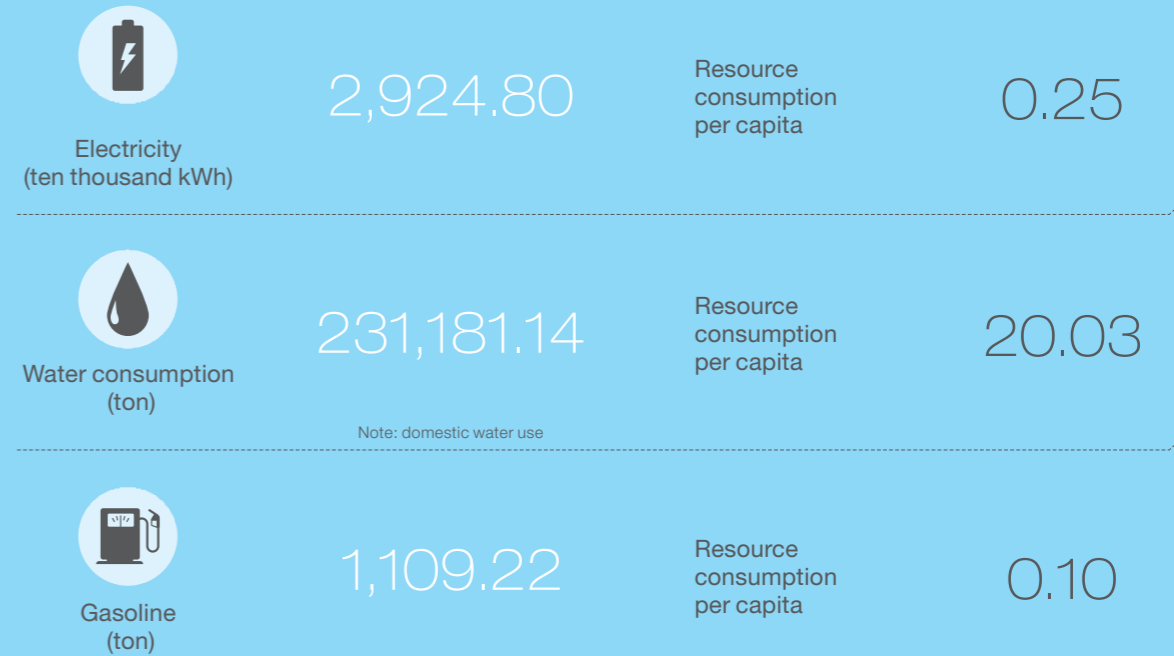 Electricity
(ten thousand kWh)
2,924.80
Resource
consumption
per capita
0.25
Water consumption
(ton)
231,181.14
Note: domestic water use
Resource
consumption
per capita
20.03
Gasoline
(ton)
1,109.22
Resource
consumption
per capita
0.10